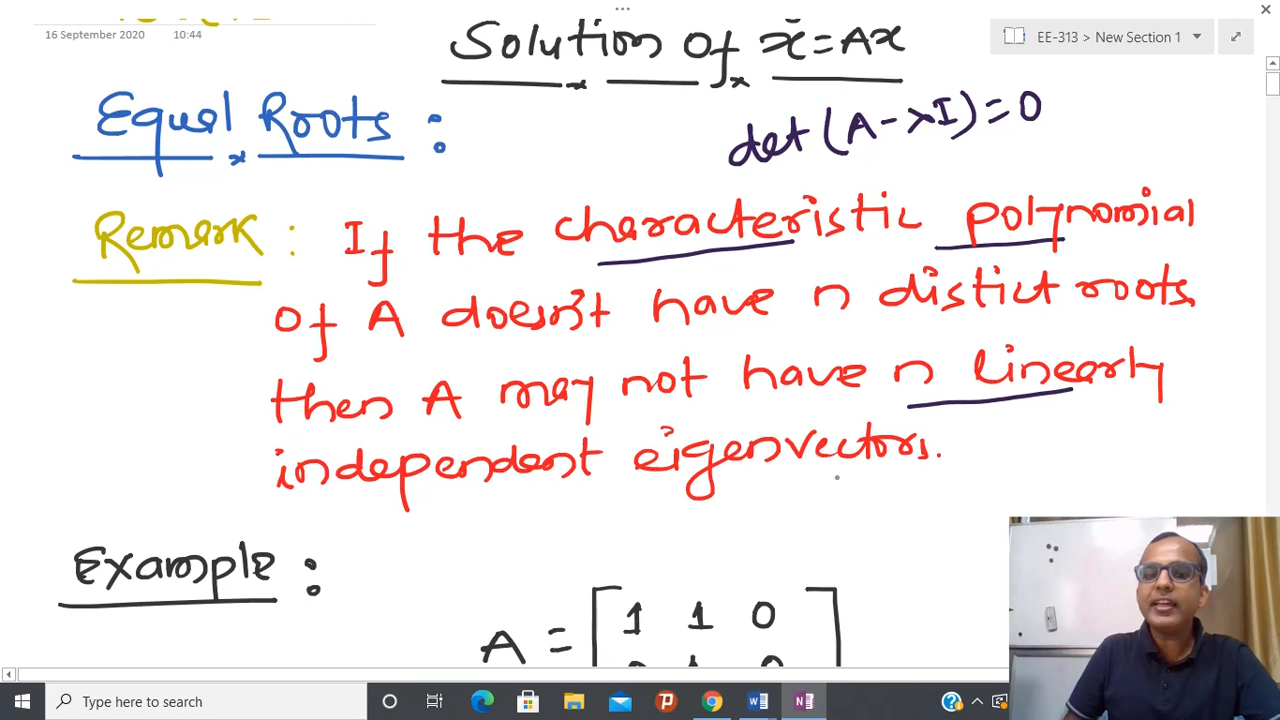 16 September 2020 10:44
EE-313 > New Section 1
Solution of ẋ=Ax
Equal Roots:
det(A-λI)=0
Remark: If the characteristic polynomial
of A doesn't have n distict roots
then A may not have n linearly
independent eigenvectors.
Example:
A = [1 1 0
Type here to search